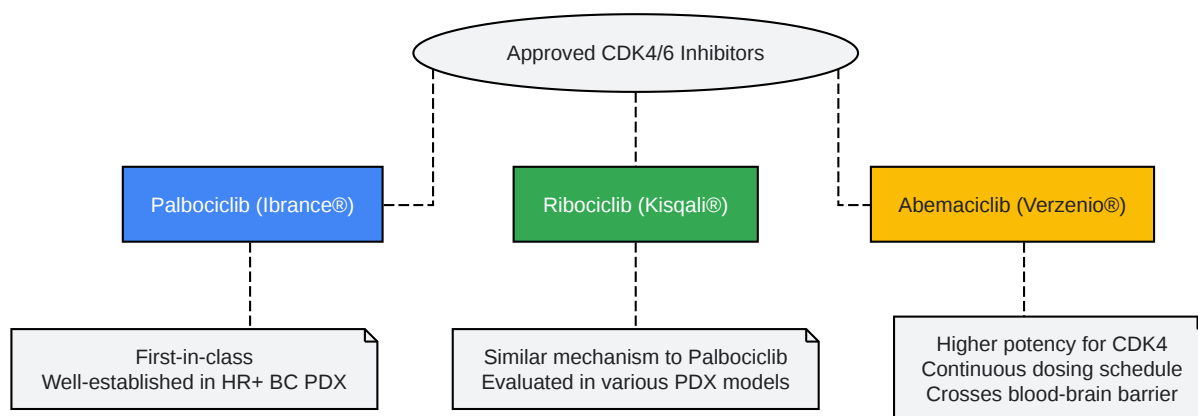 Approved CDK4/6 Inhibitors
Palbociclib (Ibrance®)
Ribociclib (Kisqali®)
Abemaciclib (Verzenio®)
First-in-class
Well-established in HR+ BC PDX
Similar mechanism to Palbociclib
Evaluated in various PDX models
Higher potency for CDK4
Continuous dosing schedule
Crosses blood-brain barrier